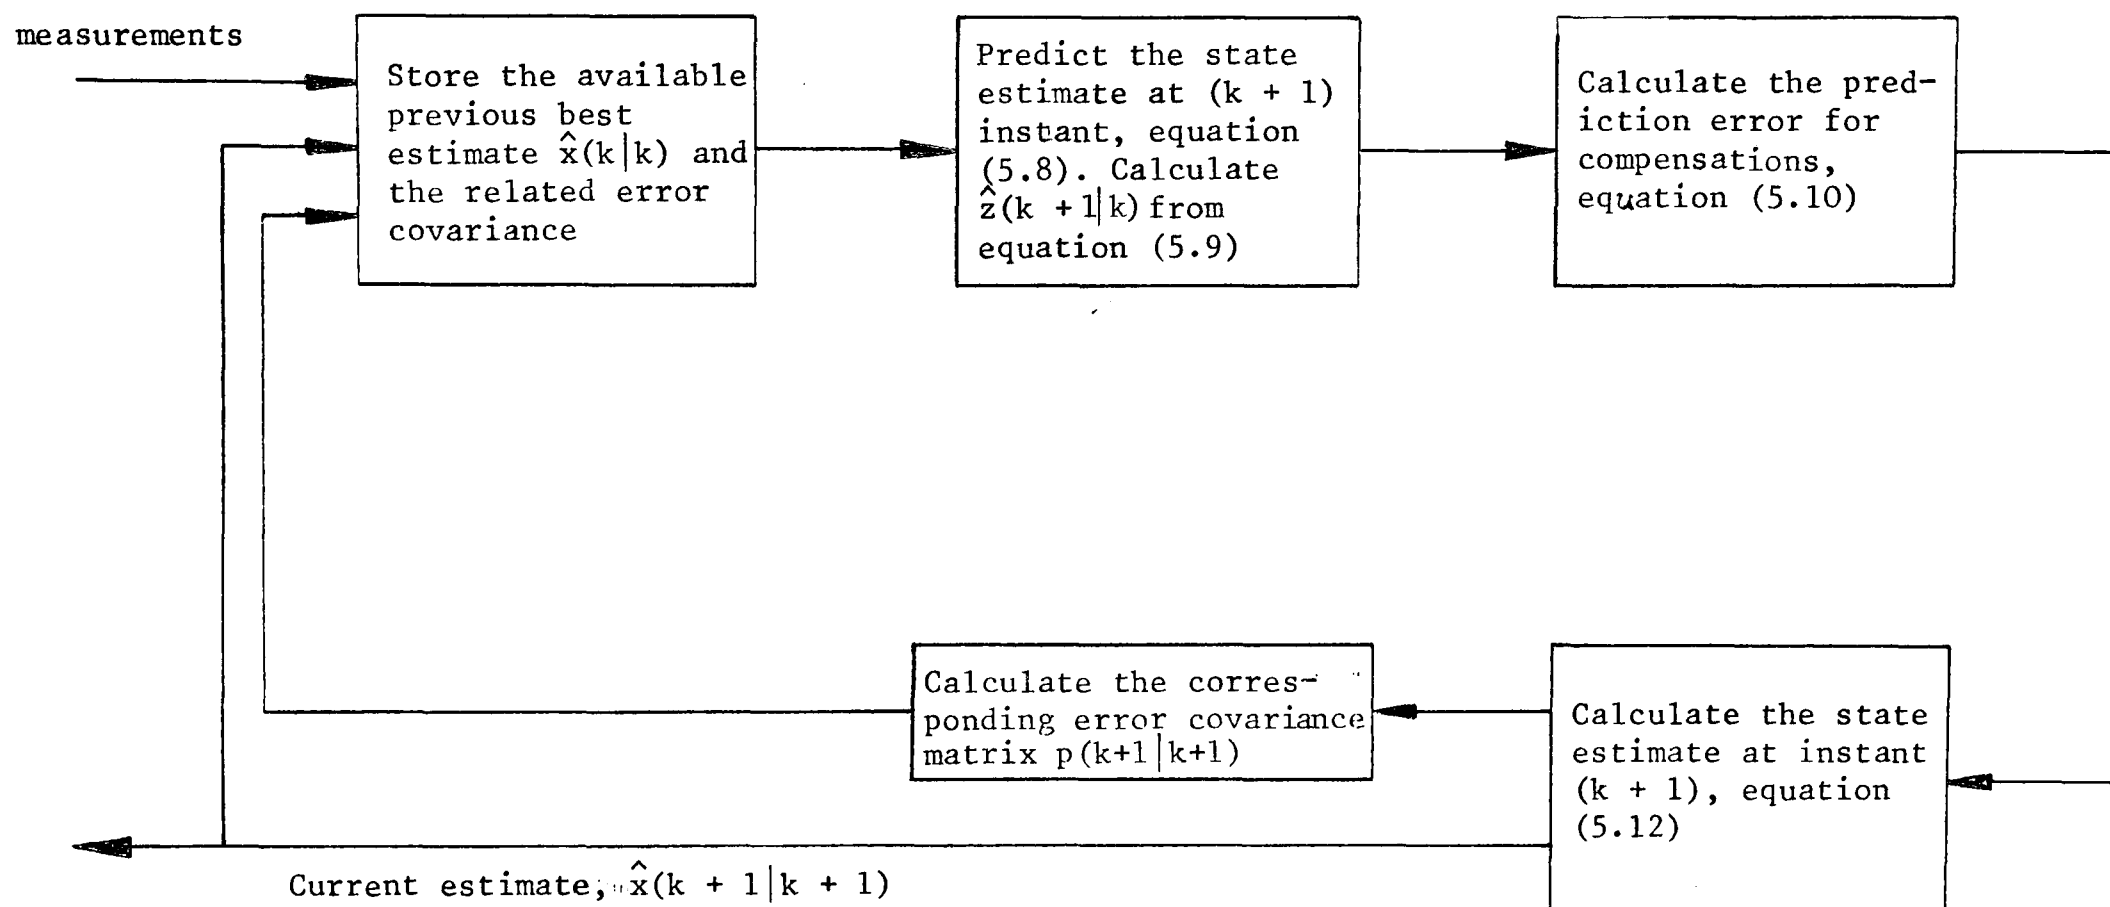 measurements
Store the available
previous best
estimate x̂(k|k) and
the related error
covariance
Predict the state
estimate at (k + 1)
instant, equation
(5.8). Calculate
ẑ(k +1|k) from
equation (5.9)
Calculate the pred-
iction error for
compensations,
equation (5.10)
Calculate the corres-
ponding error covariance
matrix p(k+1|k+1)
Calculate the state
estimate at instant
(k + 1), equation
(5.12)
Current estimate, x̂(k + 1|k + 1)